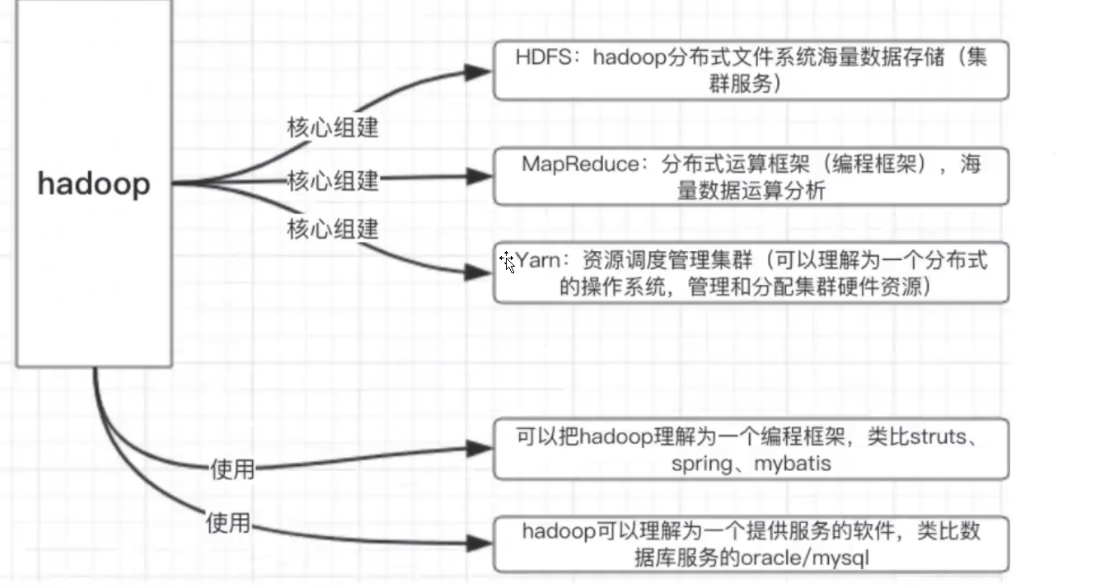 hadoop
核心组建
核心组建
核心组建
HDFS：hadoop分布式文件系统海量数据存储（集
群服务）
MapReduce：分布式运算框架（编程框架），海
量数据运算分析
Yarn：资源调度管理集群（可以理解为一个分布式
的操作系统，管理和分配集群硬件资源）
使用
使用
可以把hadoop理解为一个编程框架，类比struts、
spring、mybatis
hadoop可以理解为一个提供服务的软件，类比数
据库服务的oracle/mysql